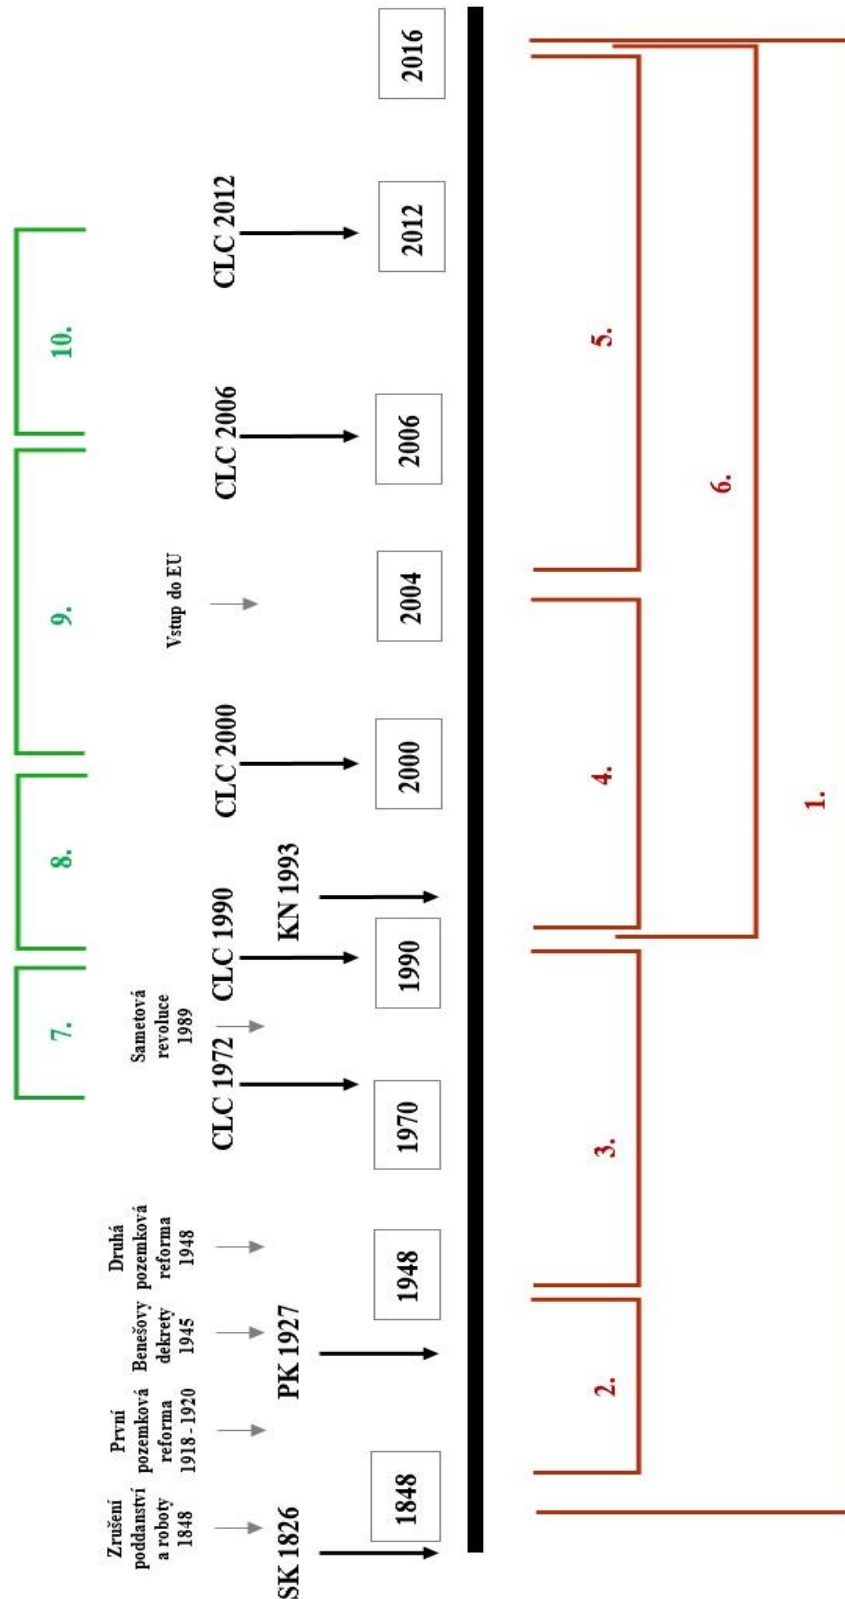 7.
8.
9.
10.
Zrušení
poddanství
a roboty
1848
První
pozemková
reforma
1918 - 1920
Benešovy
dekrety
1945
Druhá
pozemková
reforma
1948
Sametová
revoluce
1989
Vstup do EU
CLC 1972
CLC 1990
CLC 2000
CLC 2006
CLC 2012
SK 1826
PK 1927
KN 1993
1848
1948
1970
1990
2000
2004
2006
2012
2016
2.
3.
4.
5.
6.
1.